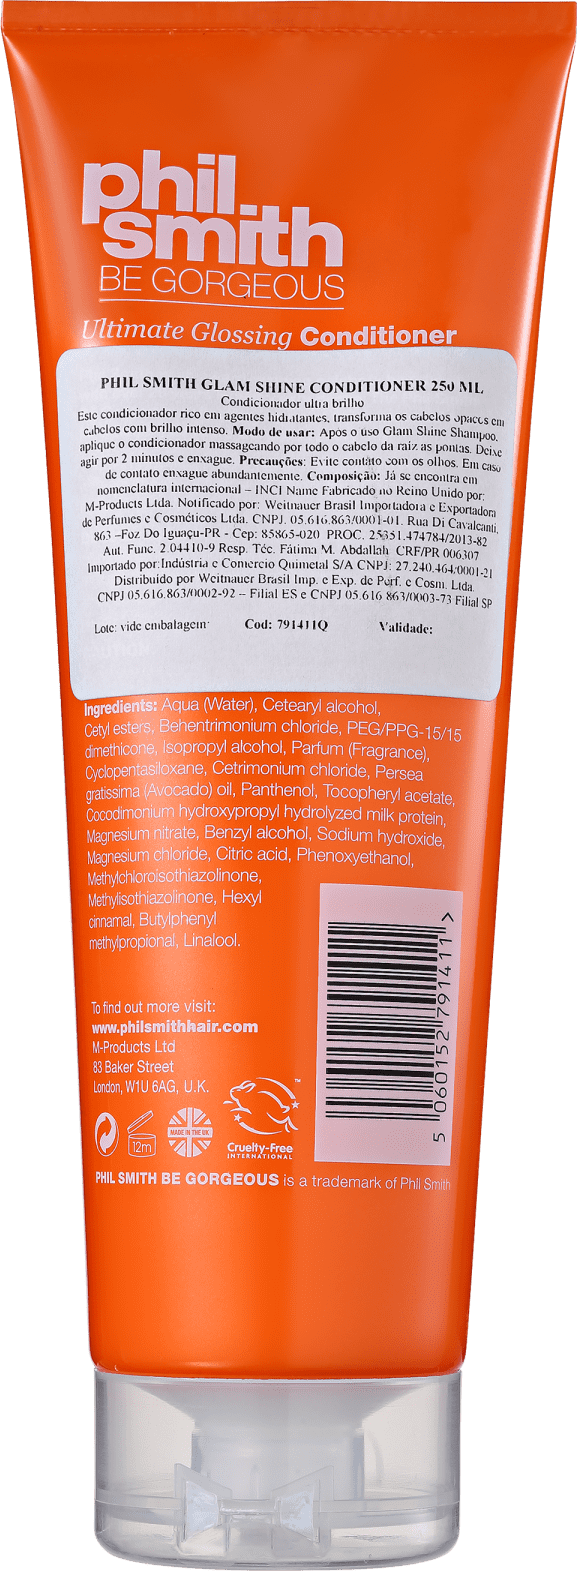 phil
smith
BE GORGEOUS
Ultimate Glossing Conditioner
PHIL SMITH GLAM SHINE CONDITIONER 250 ML
Condicionador ultra brilho
Este condicionador rico em agentes hidratantes, transforma os cabelos opacos em
cabelos com brilho intenso. Modo de usar: Após o uso Glam Shine Shampoo,
aplique o condicionador massageando por todo o cabelo da raiz as pontas. Deixe
agir por 2 minutos e enxague. Precauções: Evite contato com os olhos. Em caso
de contato enxague abundantemente. Composição: Já se encontra em
nomenclatura internacional – INCI Name Fabricado no Reino Unido por:
M-Products Ltda. Notificado por: Weitnauer Brasil Importadora e Exportadora
de Perfumes e Cosméticos Ltda. CNPJ. 05.616.863/0001-01. Rua Di Cavalcanti,
863 –Foz Do Iguaçu-PR - Cep: 85865-020 PROC. 25351.474784/2013-82
Aut. Func. 2.04410-9 Resp. Téc. Fátima M. Abdallah CRF/PR 006307
Importado por:Indústria e Comercio Quimetal S/A CNPJ: 27.240.464/0001-21
Distribuido por Weitnauer Brasil Imp. e Exp. de Perf. e Cosm. Ltda.
CNPJ 05.616.863/0002-92 – Filial ES e CNPJ 05.616 863/0003-73 Filial SP
Lote: vide embalagem Cod: 791411Q Validade:
Ingredients: Aqua (Water), Cetearyl alcohol,
Cetyl esters, Behentrimonium chloride, PEG/PPG-15/15
dimethicone, Isopropyl alcohol, Parfum (Fragrance),
Cyclopentasiloxane, Cetrimonium chloride, Persea
gratissima (Avocado) oil, Panthenol, Tocopheryl acetate,
Cocodimonium hydroxypropyl hydrolyzed milk protein,
Magnesium nitrate, Benzyl alcohol, Sodium hydroxide,
Magnesium chloride, Citric acid, Phenoxyethanol,
Methylchloroisothiazolinone,
Methylisothiazolinone, Hexyl
cinnamal, Butylphenyl
methylpropional, Linalool.
5 060152 791411 >
To find out more visit:
www.philsmithhair.com
M-Products Ltd
83 Baker Street
London, W1U 6AG, U.K.
12m
MADE IN THE UK
Cruelty-Free
INTERNATIONAL
TM
PHIL SMITH BE GORGEOUS is a trademark of Phil Smith